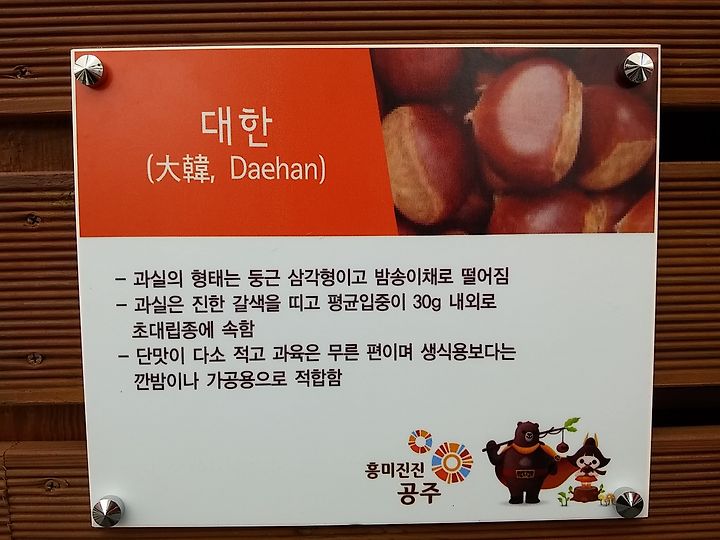 대한
(大韓, Daehan)
- 과실의 형태는 둥근 삼각형이고 밤송이채로 떨어짐
- 과실은 진한 갈색을 띠고 평균입중이 30g 내외로
초대립종에 속함
- 단맛이 다소 적고 과육은 무른 편이며 생식용보다는
깐밤이나 가공용으로 적합함
흥미진진
공주